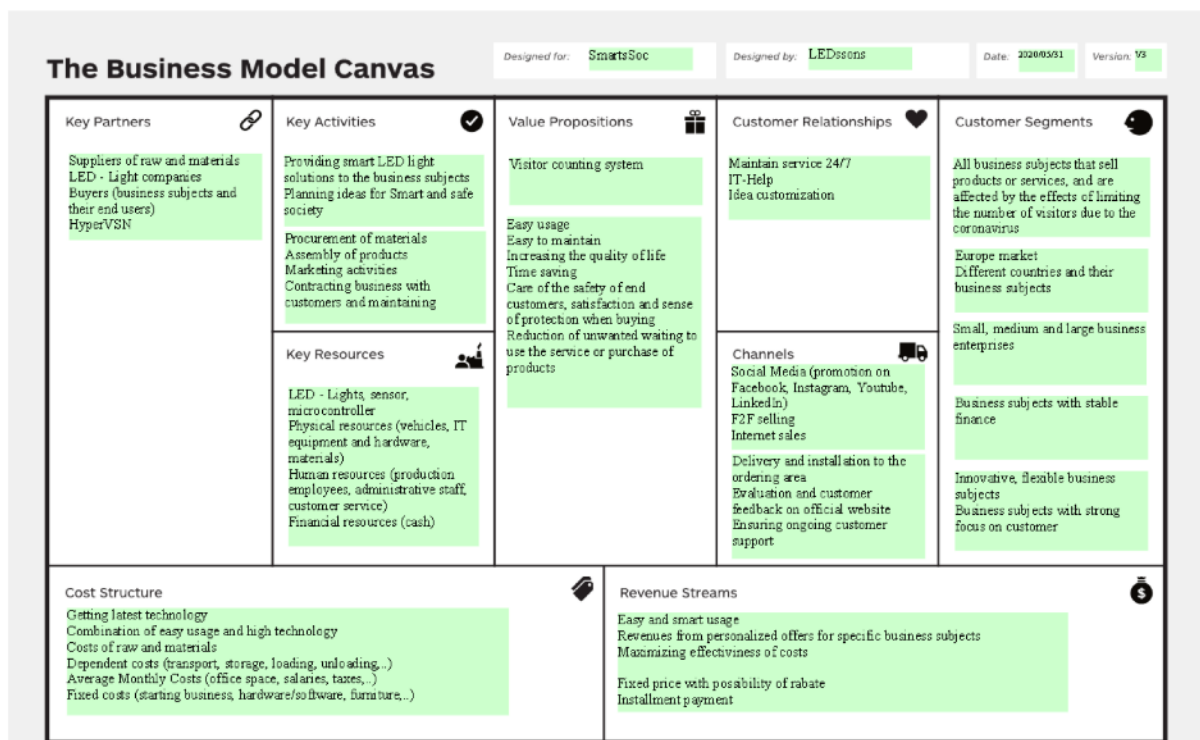 The Business Model Canvas
Designed for: SmartsSoc
Designed by: LEDssons
Date: 2020/05/31
Version: V3
Key Partners
Suppliers of raw and materials
LED - Light companies
Buyers (business subjects and
their end users)
HyperVSN
Key Activities
Providing smart LED light
solutions to the business subjects
Planning ideas for Smart and safe
society
Procurement of materials
Assembly of products
Marketing activities
Contracting business with
customers and maintaining
Key Resources
LED - Lights, sensor,
microcontroller
Physical resources (vehicles, IT
equipment and hardware,
materials)
Human resources (production
employees, administrative staff,
customer service)
Financial resources (cash)
Value Propositions
Visitor counting system
Easy usage
Easy to maintain
Increasing the quality of life
Time saving
Care of the safety of end
customers, satisfaction and sense
of protection when buying
Reduction of unwanted waiting to
use the service or purchase of
products
Customer Relationships
Maintain service 24/7
IT-Help
Idea customization
Channels
Social Media (promotion on
Facebook, Instagram, Youtube,
LinkedIn)
F2F selling
Internet sales
Delivery and installation to the
ordering area
Evaluation and customer
feedback on official website
Ensuring ongoing customer
support
Customer Segments
All business subjects that sell
products or services, and are
affected by the effects of limiting
the number of visitors due to the
coronavirus
Europe market
Different countries and their
business subjects
Small, medium and large business
enterprises
Business subjects with stable
finance
Innovative, flexible business
subjects
Business subjects with strong
focus on customer
Cost Structure
Getting latest technology
Combination of easy usage and high technology
Costs of raw and materials
Dependent costs (transport, storage, loading, unloading,..)
Average Monthly Costs (office space, salaries, taxes,..)
Fixed costs (starting business, hardware/software, furniture,..)
Revenue Streams
$
Easy and smart usage
Revenues from personalized offers for specific business subjects
Maximizing effectiviness of costs
Fixed price with possibility of rabate
Installment payment